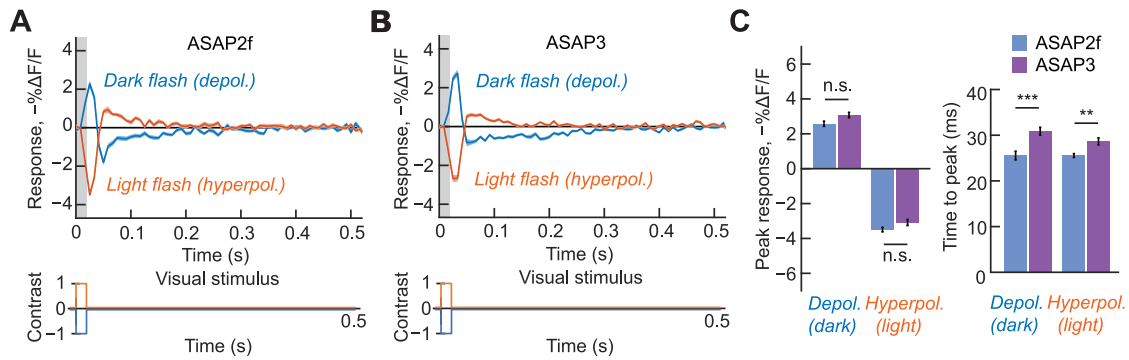 A
ASAP2f
Response, –%ΔF/F
4
2
0
−2
−4
Dark flash (depol.)
Light flash (hyperpol.)
0
0.1
0.2
0.3
0.4
0.5
Time (s)
Visual stimulus
Contrast
1
0
−1
0.5
Time (s)
B
ASAP3
Response, –%ΔF/F
4
2
0
−2
−4
Dark flash (depol.)
Light flash (hyperpol.)
0
0.1
0.2
0.3
0.4
0.5
Time (s)
Visual stimulus
Contrast
1
0
−1
0.5
Time (s)
C
ASAP2f
ASAP3
Peak response, –%ΔF/F
6
4
2
0
−2
−4
−6
n.s.
n.s.
Depol. Hyperpol.
(dark) (light)
Time to peak (ms)
40
30
20
10
0
***
**
Depol. Hyperpol.
(dark) (light)